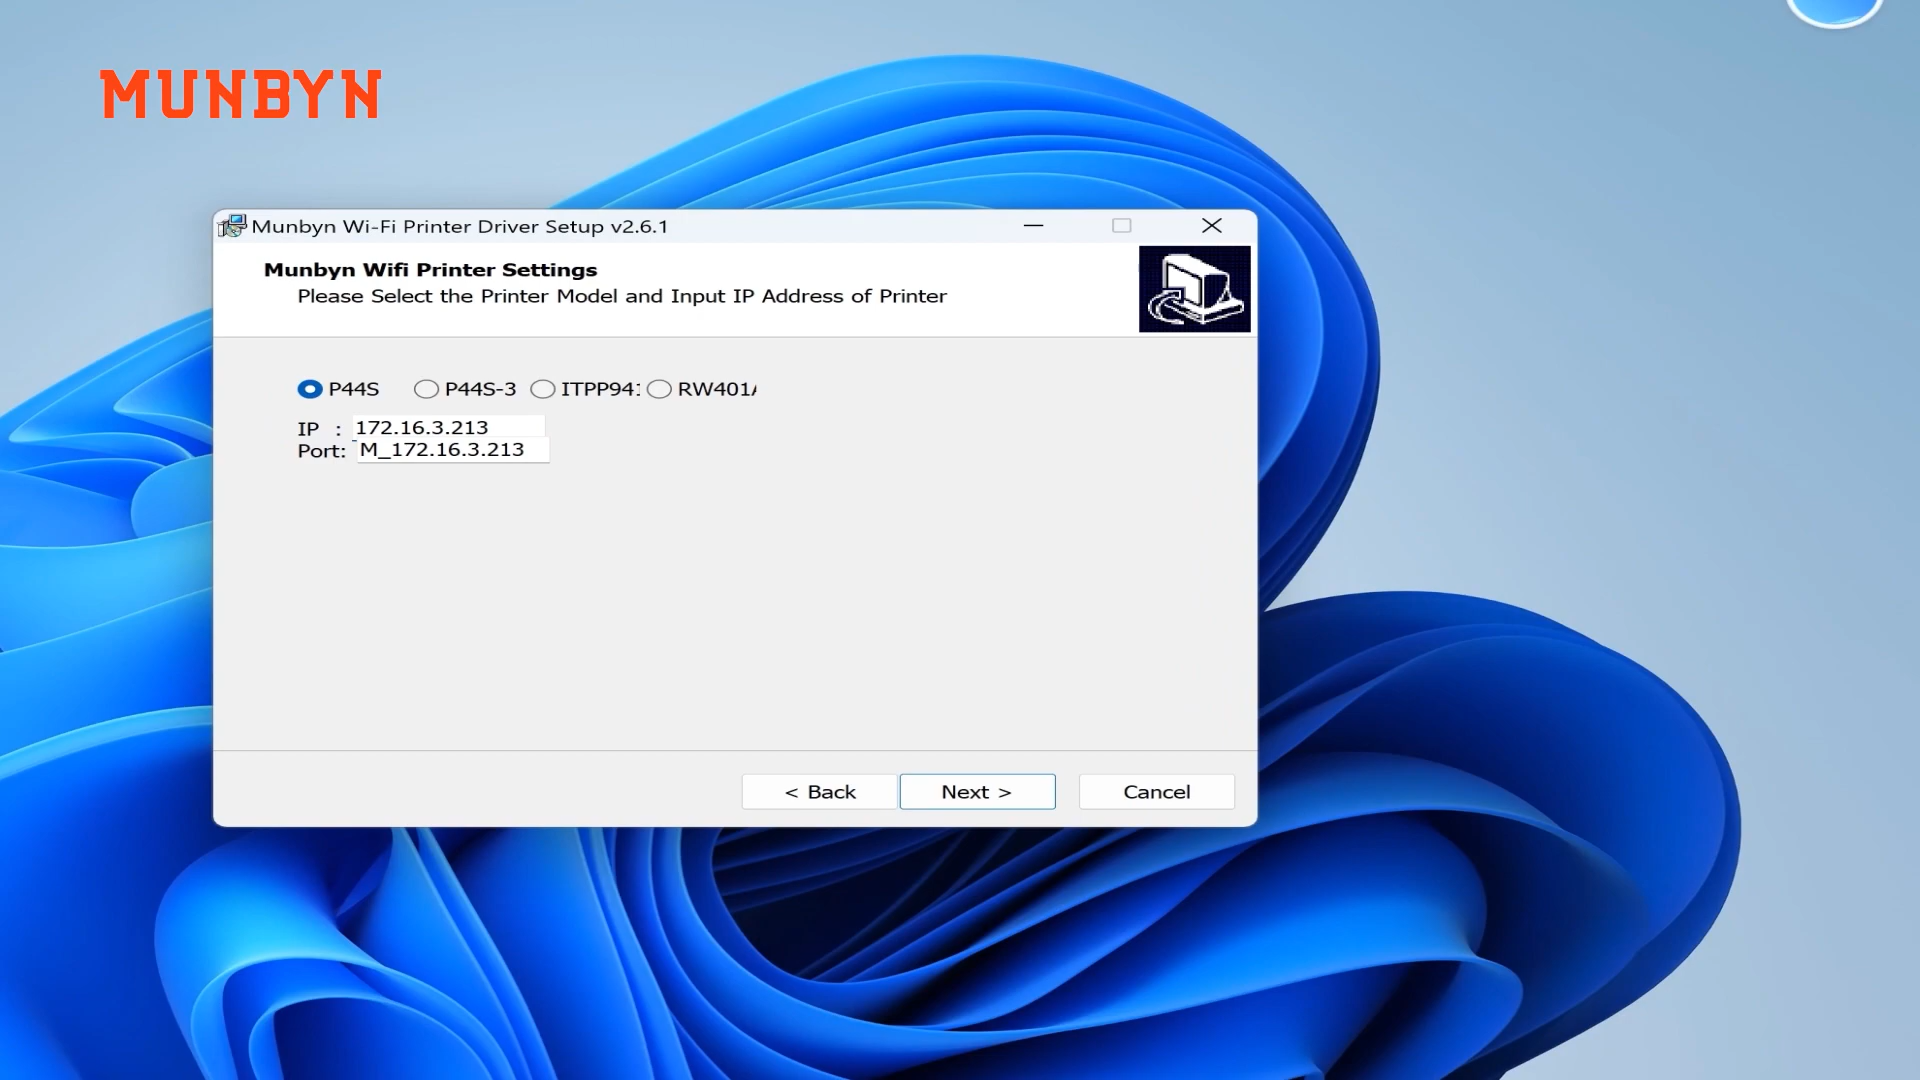 MUNBYN
Munbyn Wi-Fi Printer Driver Setup v2.6.1
Munbyn Wifi Printer Settings
Please Select the Printer Model and Input IP Address of Printer
P44S P44S-3 ITPP941 RW401A
IP : 172.16.3.213
Port: M_172.16.3.213
< Back Next > Cancel